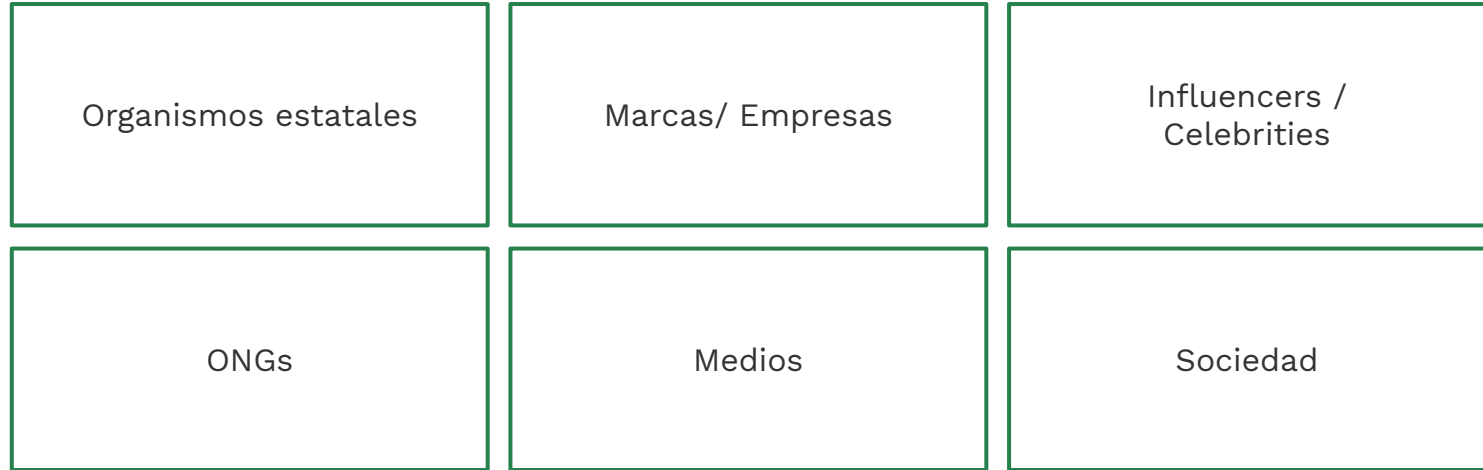 Organismos estatales
Marcas/ Empresas
Influencers /
Celebrities
ONGs
Medios
Sociedad